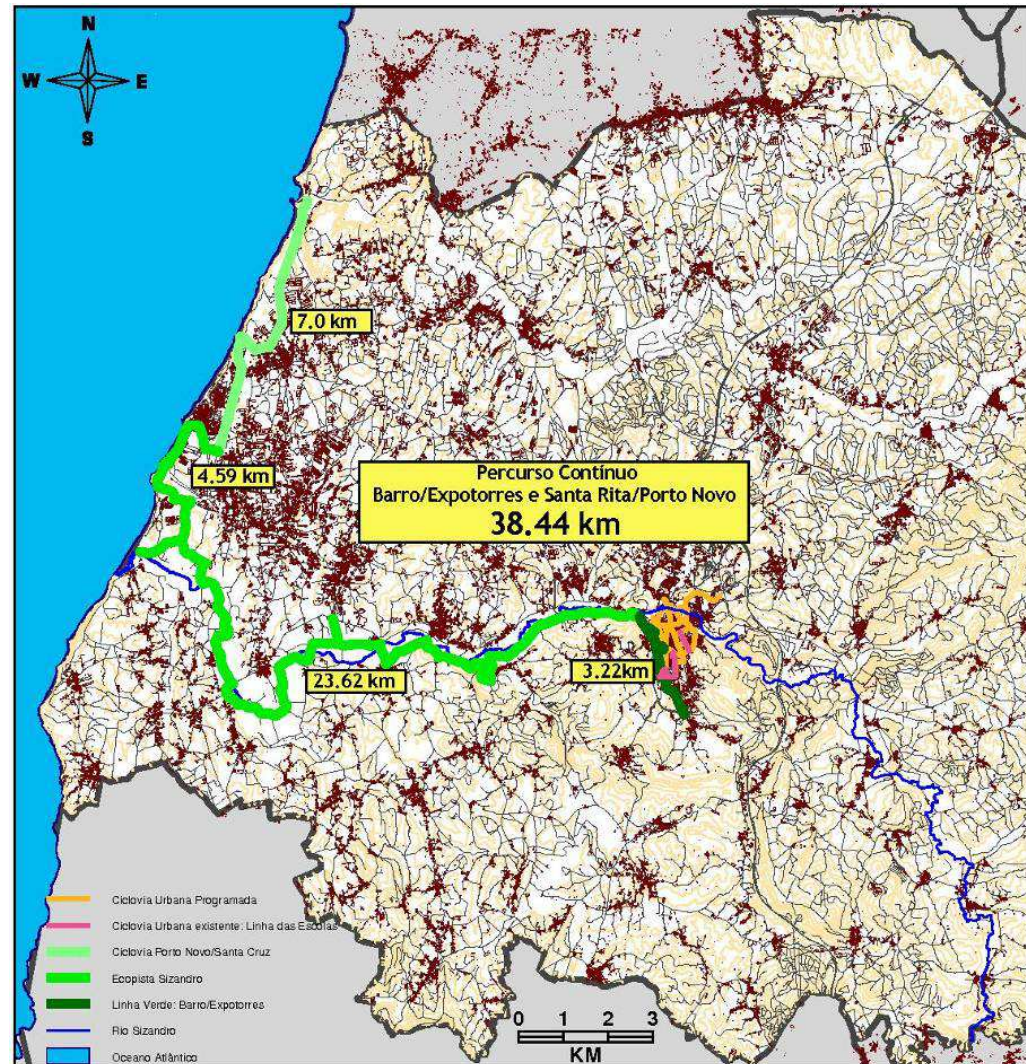 N
W E
S
7.0 km
4.59 km
Percurso Contínuo
Barro/Expotorres e Santa Rita/Porto Novo
38.44 km
3.22km
23.62 km
Ciclovia Urbana Programada
Ciclovia Urbana existente: Linha das Escolas
Ciclovia Porto Novo/Santa Cruz
Ecopista Sizandro
Linha Verde: Barro/Expotorres
Rio Sizandro
Oceano Atlântico
0 1 2 3
KM